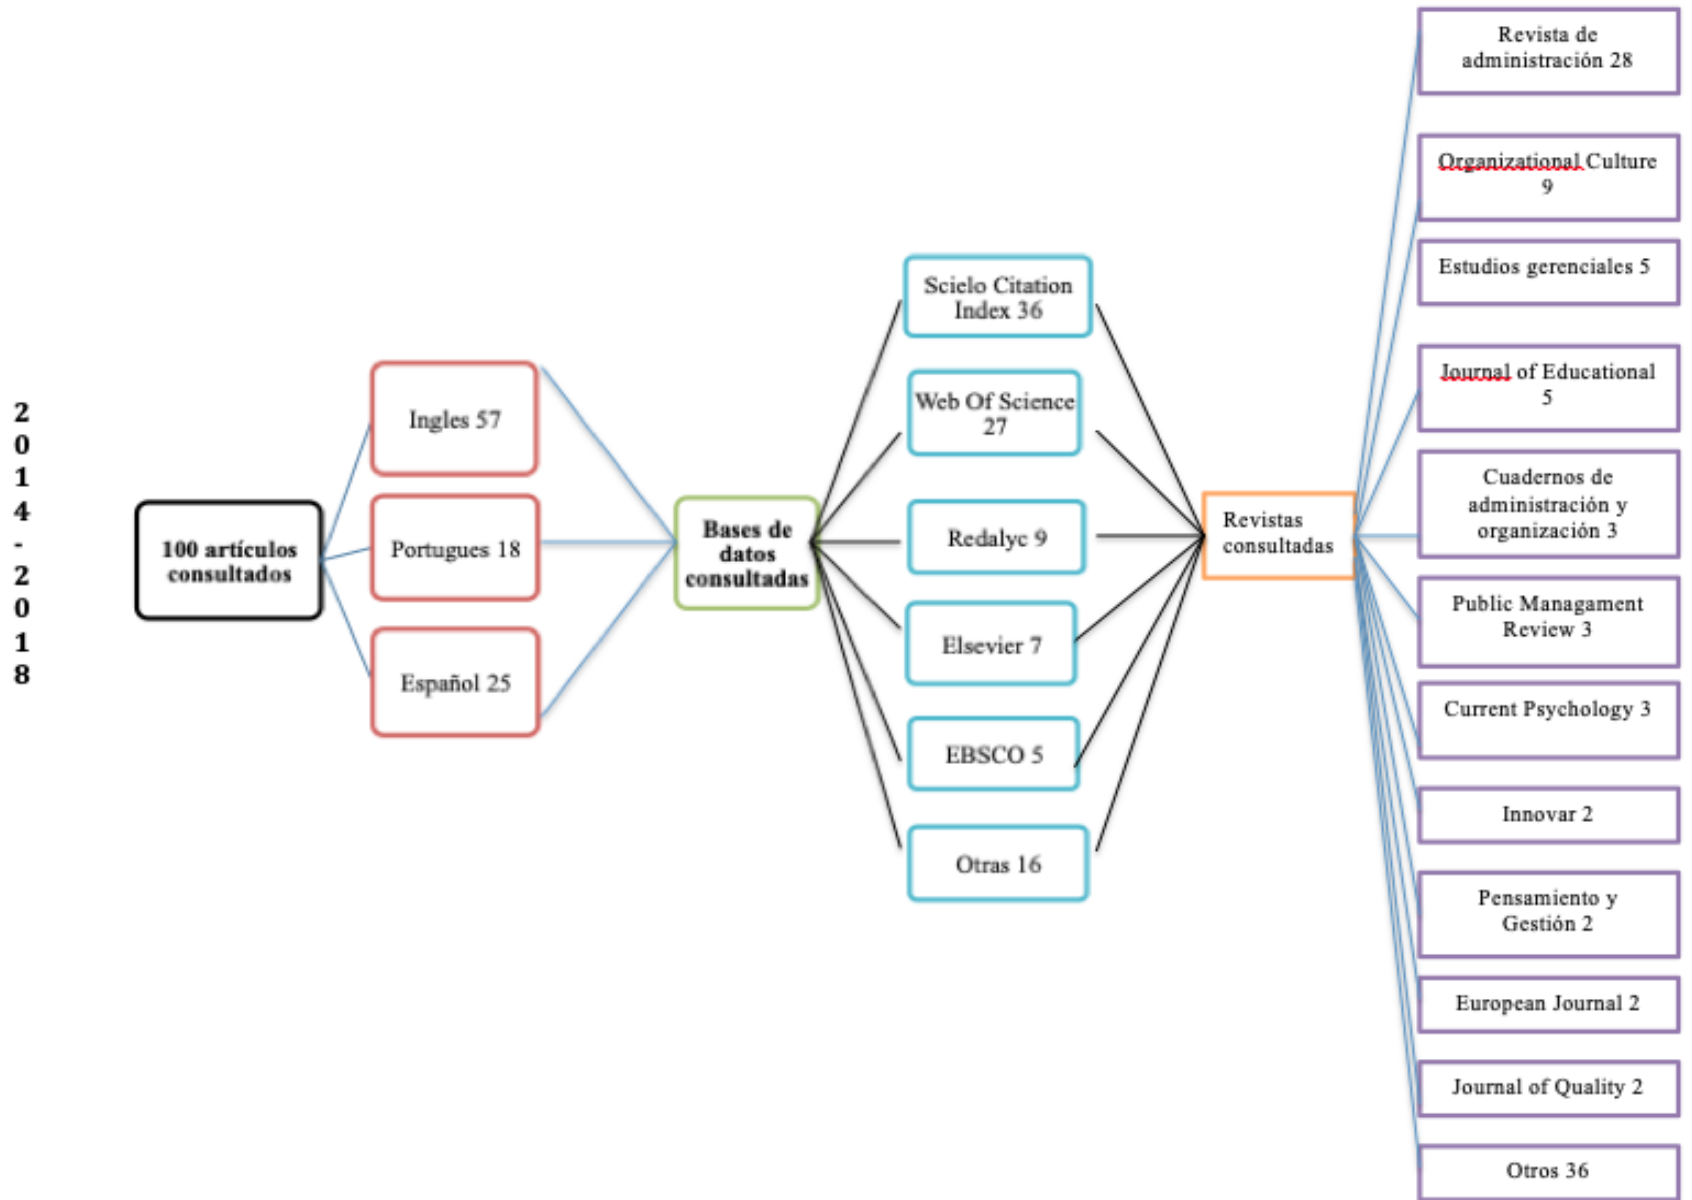 2
0
1
4
-
2
0
1
8
100 artículos
consultados
Ingles 57
Portugues 18
Español 25
Bases de
datos
consultadas
Scielo Citation
Index 36
Web Of Science
27
Redalyc 9
Elsevier 7
EBSCO 5
Otras 16
Revistas
consultadas
Revista de
administración 28
Organizational Culture
9
Estudios gerenciales 5
Journal of Educational
5
Cuadernos de
administración y
organización 3
Public Managament
Review 3
Current Psychology 3
Innovar 2
Pensamiento y
Gestión 2
European Journal 2
Journal of Quality 2
Otros 36